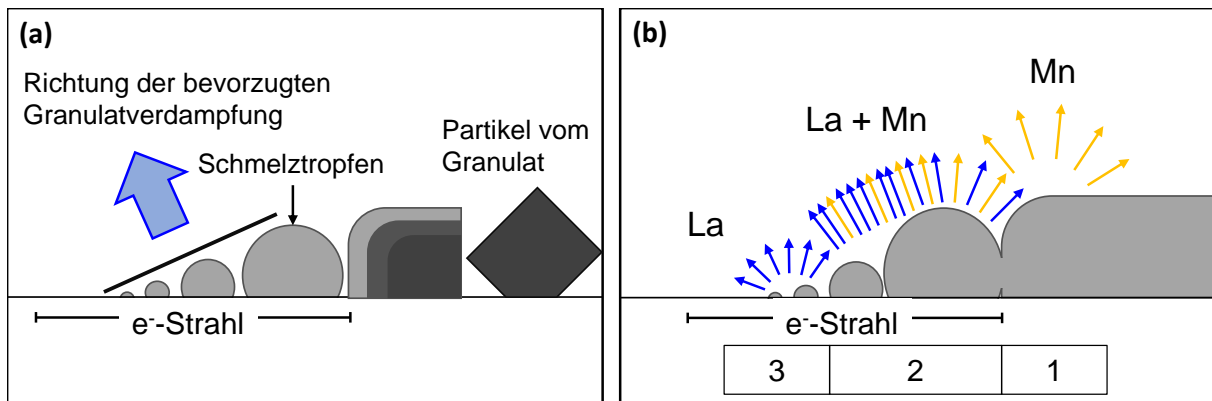 (a)
Richtung der bevorzugten
Granulatverdampfung
Schmelztropfen
Partikel vom
Granulat
e⁻-Strahl
(b)
Mn
La + Mn
La
e⁻-Strahl
3 2 1